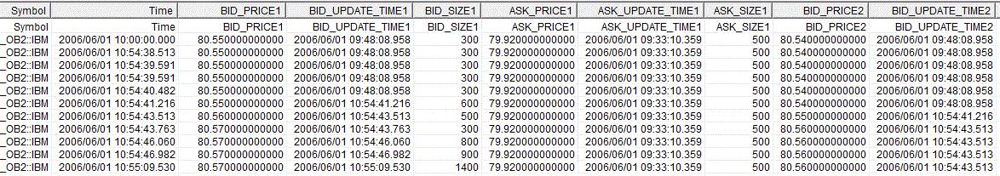 Symbol Time BID_PRICE1 BID_UPDATE_TIME1 BID_SIZE1 ASK_PRICE1 ASK_UPDATE_TIME1 ASK_SIZE1 BID_PRICE2 BID_UPDATE_TIME2
Symbol Time BID_PRICE1 BID_UPDATE_TIME1 BID_SIZE1 ASK_PRICE1 ASK_UPDATE_TIME1 ASK_SIZE1 BID_PRICE2 BID_UPDATE_TIME2
_OB2::IBM 2006/06/01 10:00:00.000 80.550000000000 2006/06/01 09:48:08.958 300 79.920000000000 2006/06/01 09:33:10.359 500 80.540000000000 2006/06/01 09:48:08.958
_OB2::IBM 2006/06/01 10:54:38.513 80.550000000000 2006/06/01 09:48:08.958 300 79.920000000000 2006/06/01 09:33:10.359 500 80.540000000000 2006/06/01 09:48:08.958
_OB2::IBM 2006/06/01 10:54:39.591 80.550000000000 2006/06/01 09:48:08.958 300 79.920000000000 2006/06/01 09:33:10.359 500 80.540000000000 2006/06/01 09:48:08.958
_OB2::IBM 2006/06/01 10:54:39.591 80.550000000000 2006/06/01 09:48:08.958 300 79.920000000000 2006/06/01 09:33:10.359 500 80.540000000000 2006/06/01 09:48:08.958
_OB2::IBM 2006/06/01 10:54:40.482 80.550000000000 2006/06/01 09:48:08.958 300 79.920000000000 2006/06/01 09:33:10.359 500 80.540000000000 2006/06/01 09:48:08.958
_OB2::IBM 2006/06/01 10:54:41.216 80.550000000000 2006/06/01 10:54:41.216 600 79.920000000000 2006/06/01 09:33:10.359 500 80.540000000000 2006/06/01 09:48:08.958
_OB2::IBM 2006/06/01 10:54:43.513 80.560000000000 2006/06/01 10:54:43.513 500 79.920000000000 2006/06/01 09:33:10.359 500 80.550000000000 2006/06/01 10:54:41.216
_OB2::IBM 2006/06/01 10:54:43.763 80.570000000000 2006/06/01 10:54:43.763 300 79.920000000000 2006/06/01 09:33:10.359 500 80.560000000000 2006/06/01 10:54:43.513
_OB2::IBM 2006/06/01 10:54:46.060 80.570000000000 2006/06/01 10:54:46.060 800 79.920000000000 2006/06/01 09:33:10.359 500 80.560000000000 2006/06/01 10:54:43.513
_OB2::IBM 2006/06/01 10:54:46.982 80.570000000000 2006/06/01 10:54:46.982 900 79.920000000000 2006/06/01 09:33:10.359 500 80.560000000000 2006/06/01 10:54:43.513
_OB2::IBM 2006/06/01 10:55:09.530 80.570000000000 2006/06/01 10:55:09.530 1400 79.920000000000 2006/06/01 09:33:10.359 500 80.560000000000 2006/06/01 10:54:43.513